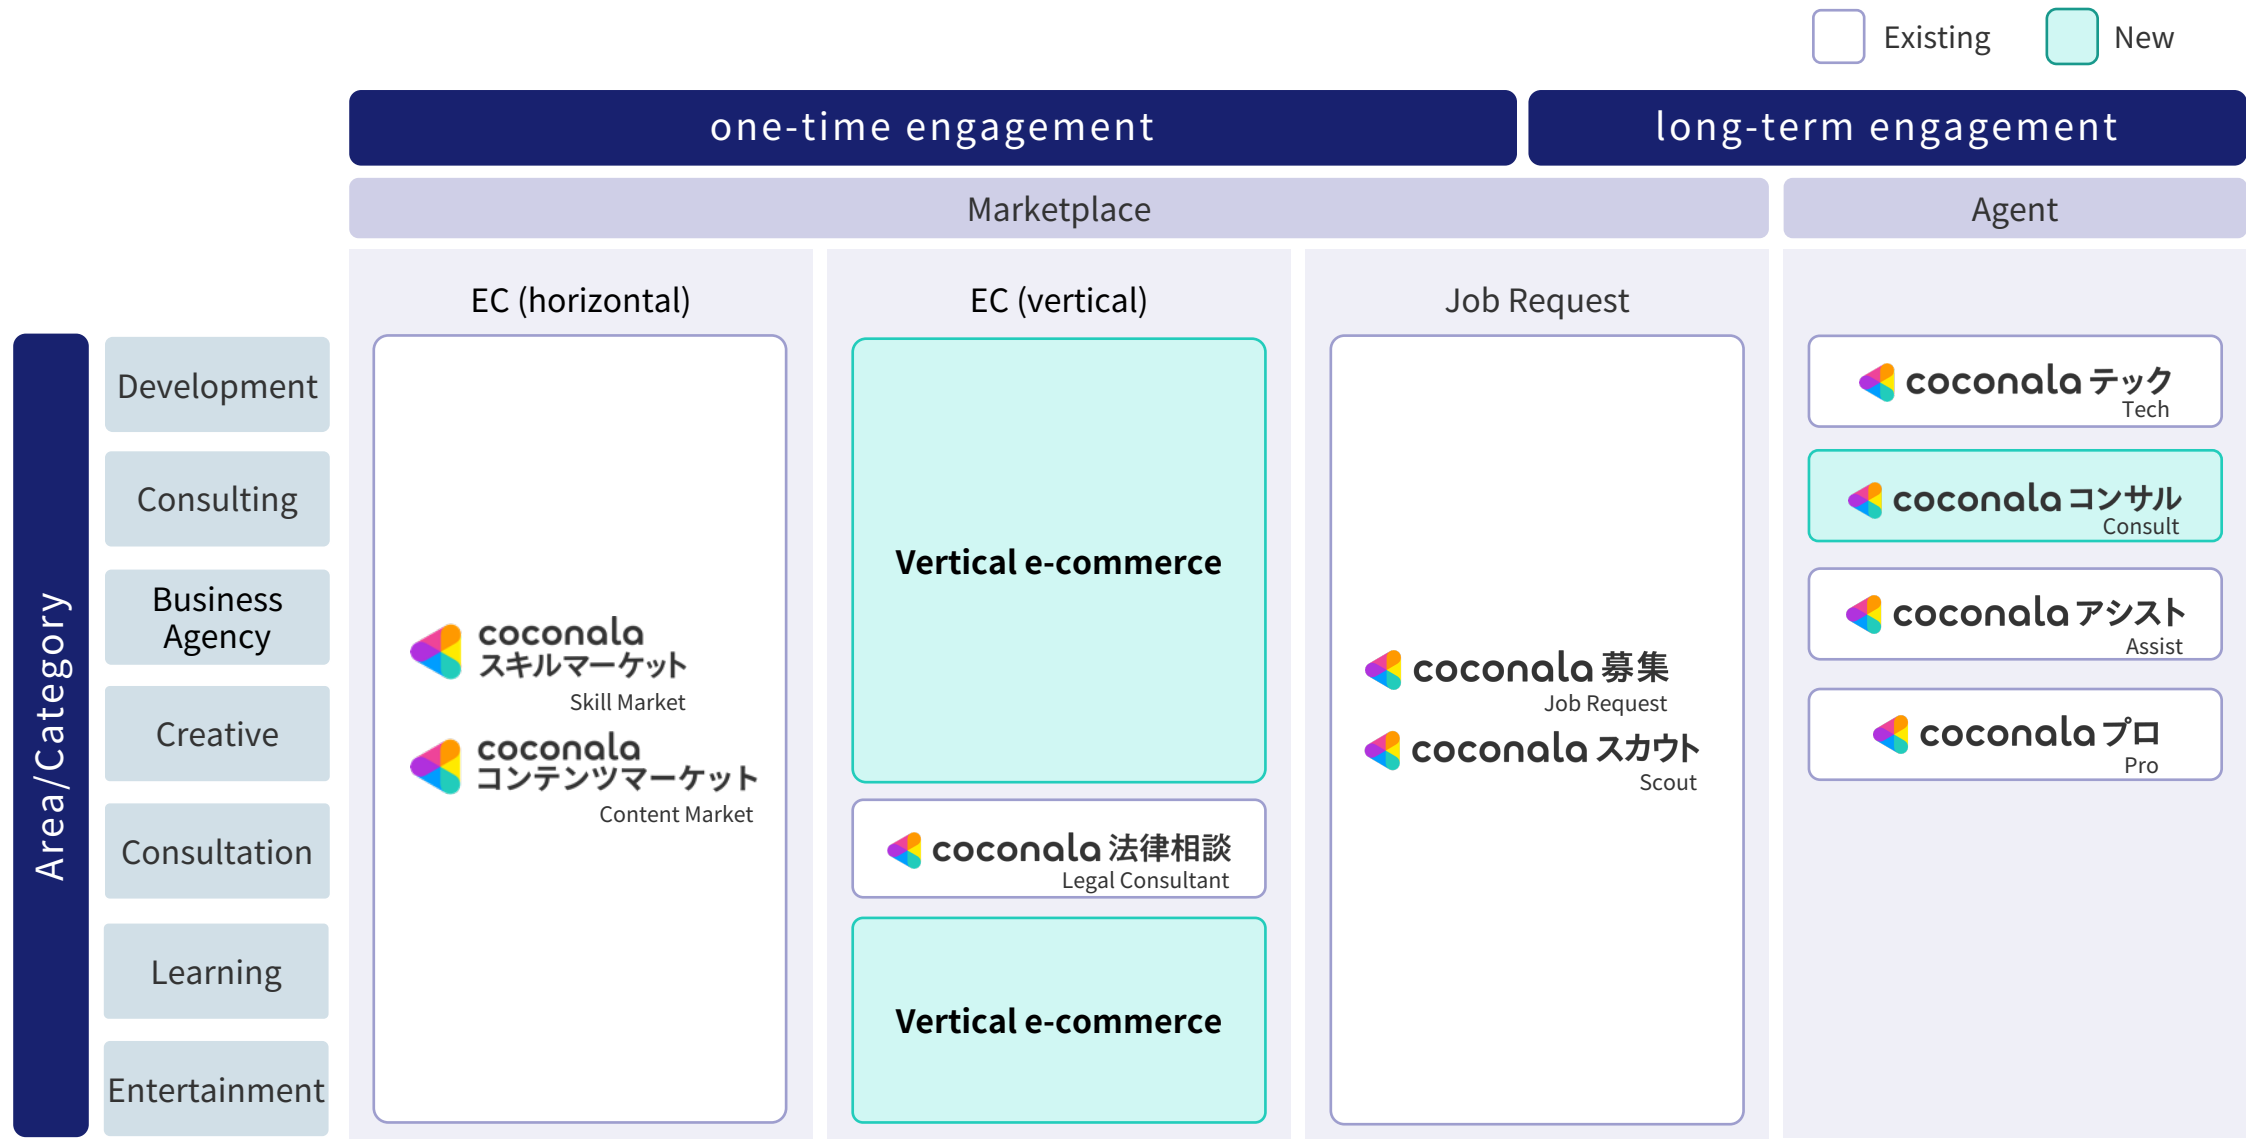 Existing
New
one-time engagement
long-term engagement
Marketplace
Agent
EC (horizontal)
EC (vertical)
Job Request
Area/Category
Development
Consulting
Business
Agency
Creative
Consultation
Learning
Entertainment
coconala
スキルマーケット
Skill Market
coconala
コンテンツマーケット
Content Market
Vertical e-commerce
coconala 法律相談
Legal Consultant
Vertical e-commerce
coconala 募集
Job Request
coconala スカウト
Scout
coconala テック
Tech
coconala コンサル
Consult
coconala アシスト
Assist
coconala プロ
Pro